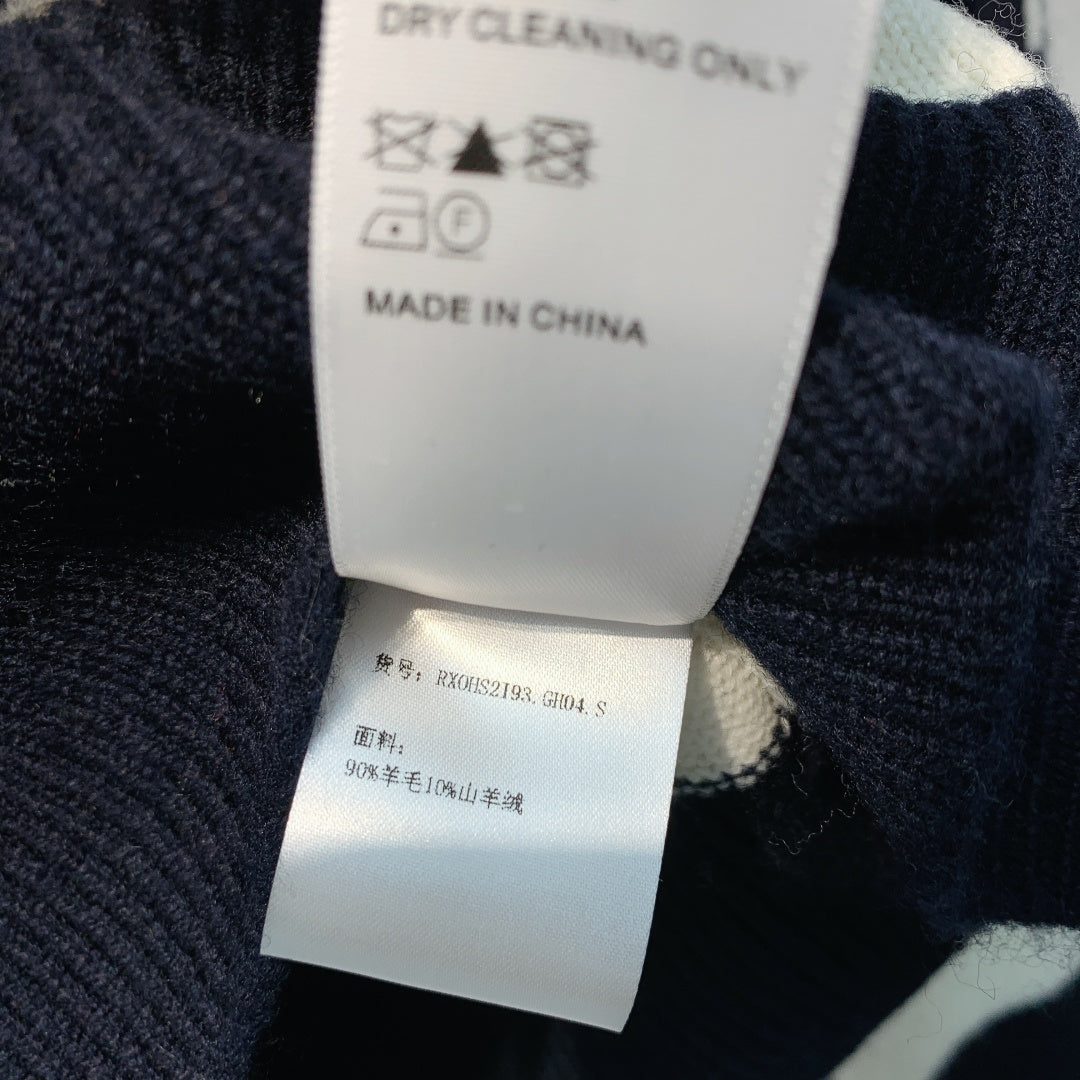 DRY CLEANING ONLY
F
MADE IN CHINA
货号: RXOHS2I93.GH04.S
面料:
90%羊毛10%山羊绒